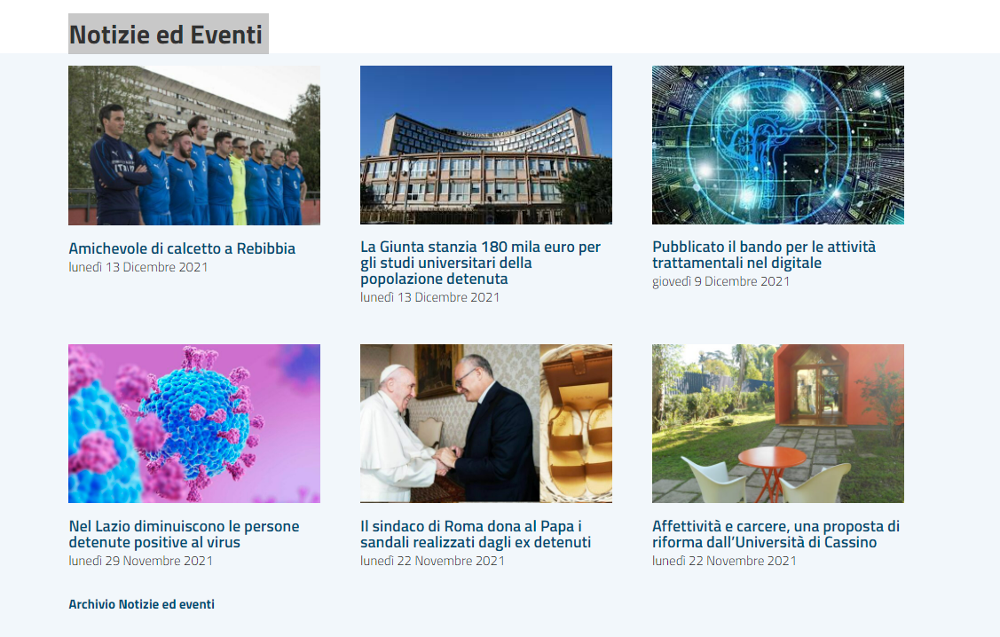 Notizie ed Eventi
REGIONE LAZIO
ITALIA
Amichevole di calcetto a Rebibbia
lunedì 13 Dicembre 2021
La Giunta stanzia 180 mila euro per
gli studi universitari della
popolazione detenuta
lunedì 13 Dicembre 2021
Pubblicato il bando per le attività
trattamentali nel digitale
giovedì 9 Dicembre 2021
Nel Lazio diminuiscono le persone
detenute positive al virus
lunedì 29 Novembre 2021
Il sindaco di Roma dona al Papa i
sandali realizzati dagli ex detenuti
lunedì 22 Novembre 2021
Affettività e carcere, una proposta di
riforma dall'Università di Cassino
lunedì 22 Novembre 2021
Archivio Notizie ed eventi